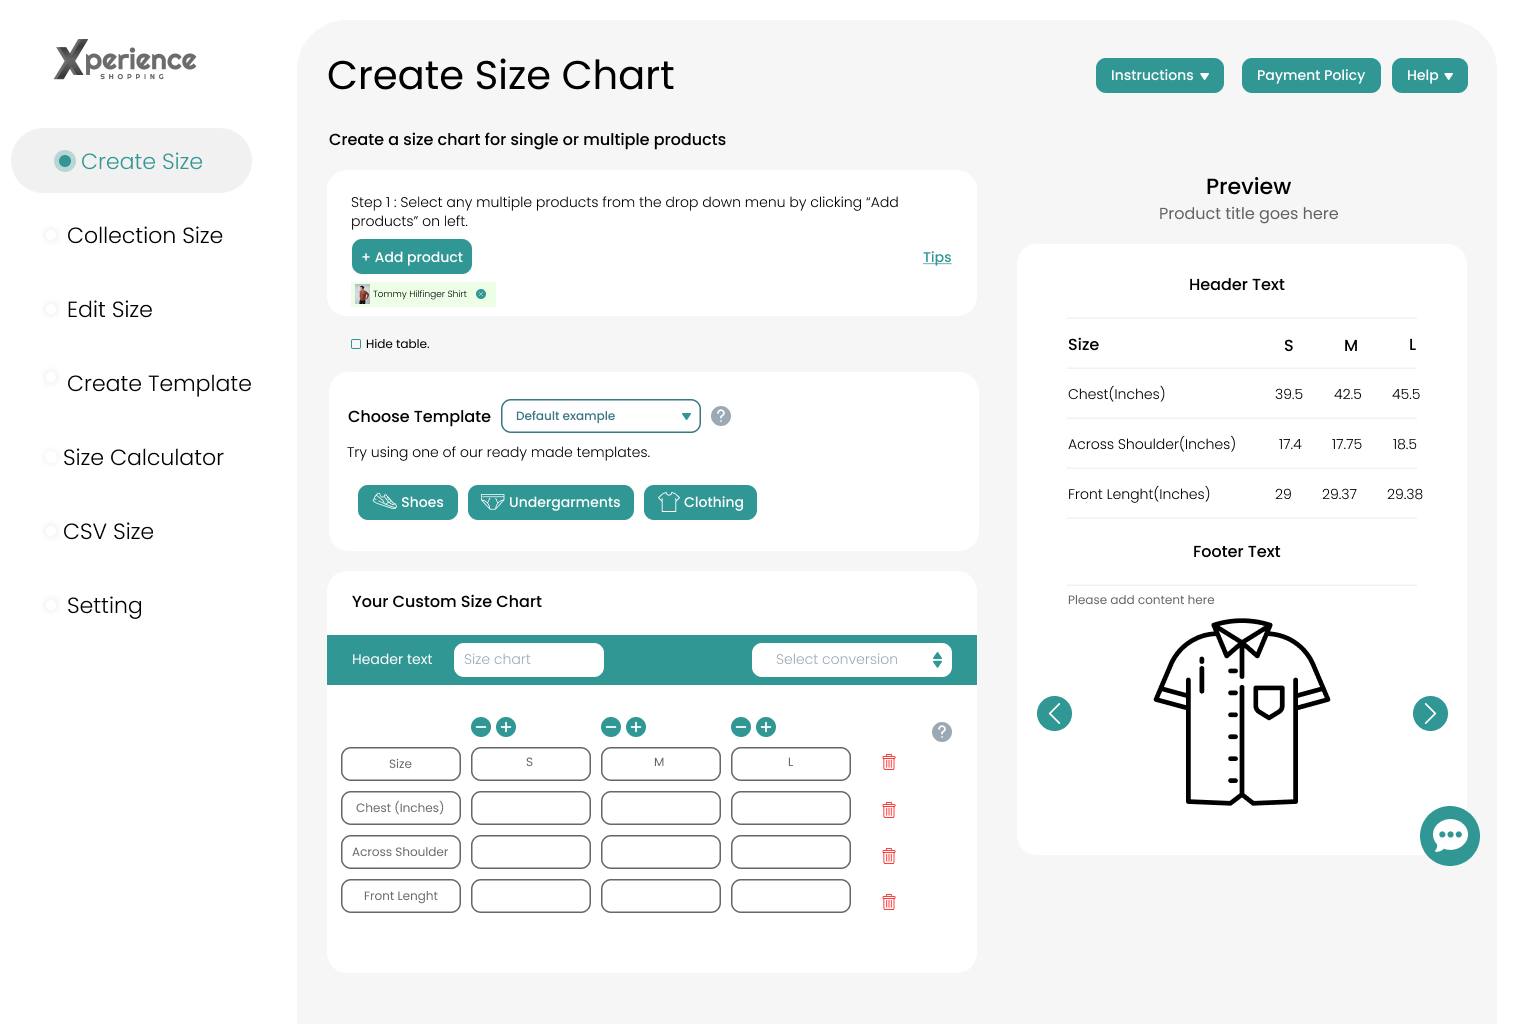 Xperience
SHOPPING
Create Size
Collection Size
Edit Size
Create Template
Size Calculator
CSV Size
Setting
Create Size Chart
Instructions
Payment Policy
Help
Create a size chart for single or multiple products
Step 1 : Select any multiple products from the drop down menu by clicking “Add
products” on left.
+ Add product
Tips
Tommy Hilfinger Shirt
Hide table.
Choose Template
Default example
?
Try using one of our ready made templates.
Shoes
Undergarments
Clothing
Your Custom Size Chart
Header text
Size chart
Select conversion
?
Size S M L
Chest (Inches)
Across Shoulder
Front Lenght
Preview
Product title goes here
Header Text
Size S M L
Chest(Inches) 39.5 42.5 45.5
Across Shoulder(Inches) 17.4 17.75 18.5
Front Lenght(Inches) 29 29.37 29.38
Footer Text
Please add content here